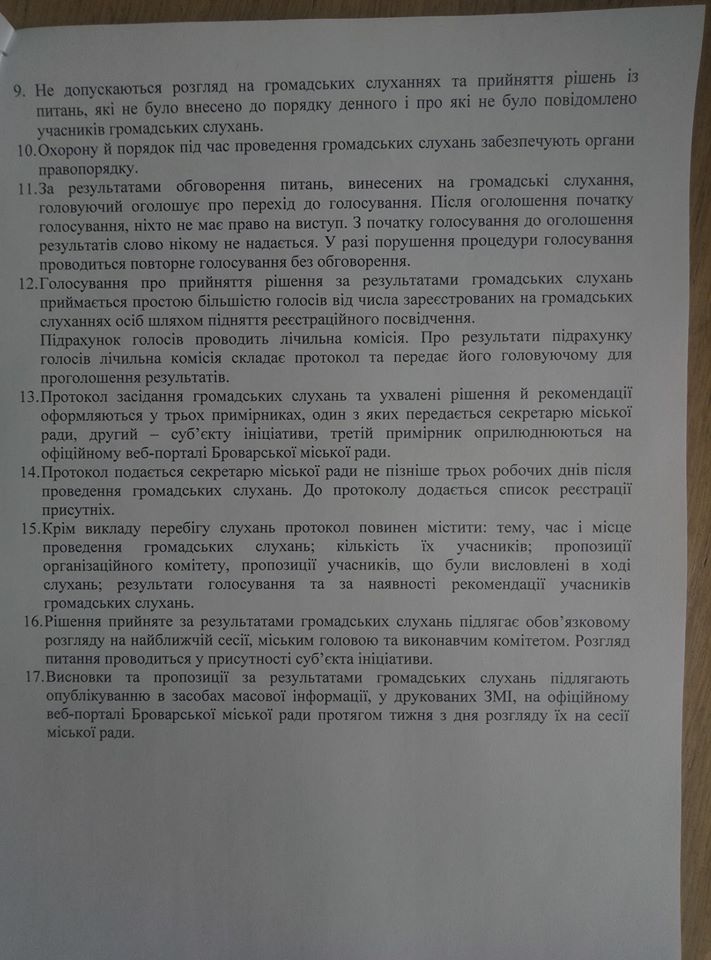 9. Не допускаються розгляд на громадських слуханнях та прийняття рішень із
питань, які не було внесено до порядку денного і про які не було повідомлено
учасників громадських слухань.
10.Охорону й порядок під час проведення громадських слухань забезпечують органи
правопорядку.
11.За результатами обговорення питань, винесених на громадські слухання,
головуючий оголошує про перехід до голосування. Після оголошення початку
голосування, ніхто не має право на виступ. З початку голосування до оголошення
результатів слово нікому не надається. У разі порушення процедури голосування
проводиться повторне голосування без обговорення.
12.Голосування про прийняття рішення за результатами громадських слухань
приймається простою більшістю голосів від числа зареєстрованих на громадських
слуханнях осіб шляхом підняття реєстраційного посвідчення.
Підрахунок голосів проводить лічильна комісія. Про результати підрахунку
голосів лічильна комісія складає протокол та передає його головуючому для
проголошення результатів.
13.Протокол засідання громадських слухань та ухвалені рішення й рекомендації
оформляються у трьох примірниках, один з яких передається секретарю міської
ради, другий – суб’єкту ініціативи, третій примірник оприлюднюються на
офіційному веб-порталі Броварської міської ради.
14.Протокол подається секретарю міської ради не пізніше трьох робочих днів після
проведення громадських слухань. До протоколу додається список реєстрації
присутніх.
15.Крім викладу перебігу слухань протокол повинен містити: тему, час і місце
проведення громадських слухань; кількість їх учасників; пропозиції
організаційного комітету, пропозиції учасників, що були висловлені в ході
слухань; результати голосування та за наявності рекомендації учасників
громадських слухань.
16.Рішення прийняте за результатами громадських слухань підлягає обов’язковому
розгляду на найближчій сесії, міським головою та виконавчим комітетом. Розгляд
питання проводиться у присутності суб’єкта ініціативи.
17.Висновки та пропозиції за результатами громадських слухань підлягають
опублікуванню в засобах масової інформації, у друкованих ЗМІ, на офіційному
веб-порталі Броварської міської ради протягом тижня з дня розгляду їх на сесії
міської ради.